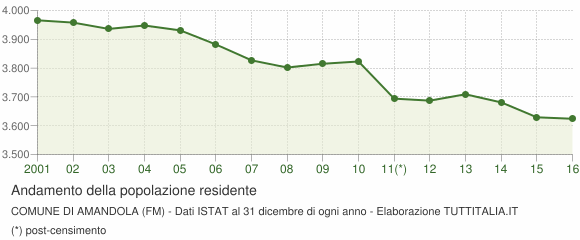 4.000
3.900
3.800
3.700
3.600
3.500
2001 02 03 04 05 06 07 08 09 10 11(*) 12 13 14 15 16
Andamento della popolazione residente
COMUNE DI AMANDOLA (FM) - Dati ISTAT al 31 dicembre di ogni anno - Elaborazione TUTTITALIA.IT
(*) post-censimento